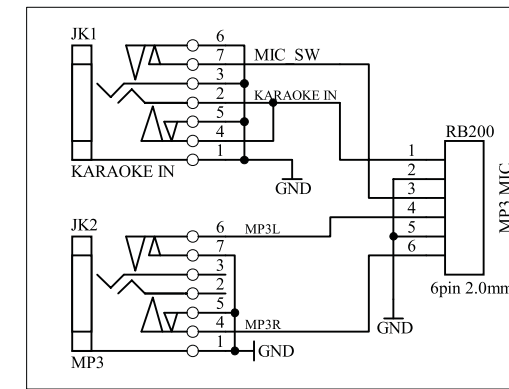 JK1
6
7 MIC SW
3
2 KARAOKE IN
5
4
1
KARAOKE IN
GND
RB200
1
2
3
4
5
6
MP3 MIC
6pin 2.0mm
GND
JK2
6 MP3L
7
3
2
5
4 MP3R
1
GND
MP3